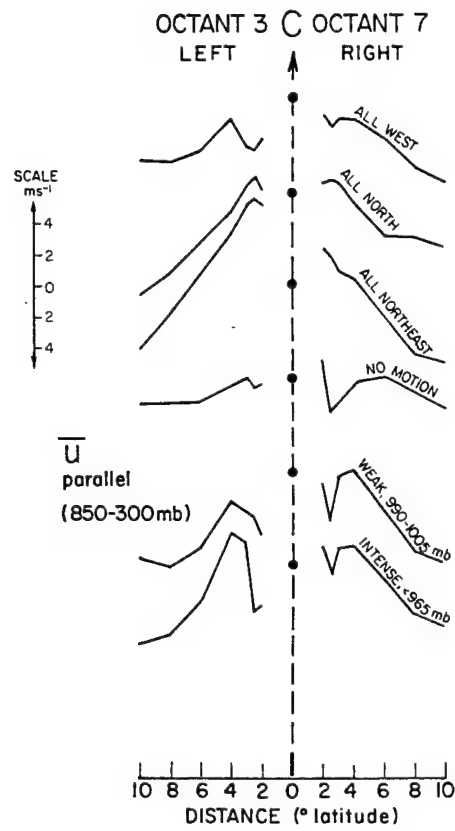 OCTANT 3 C OCTANT 7
LEFT RIGHT
ALL WEST
SCALE
ms⁻¹
4
2
0
2
4
ALL NORTH
ALL NORTHEAST
NO MOTION
u̅
parallel
(850-300mb)
WEAK, 990-1005 mb
INTENSE, <965 mb
10 8 6 4 2 0 2 4 6 8 10
DISTANCE (° latitude)